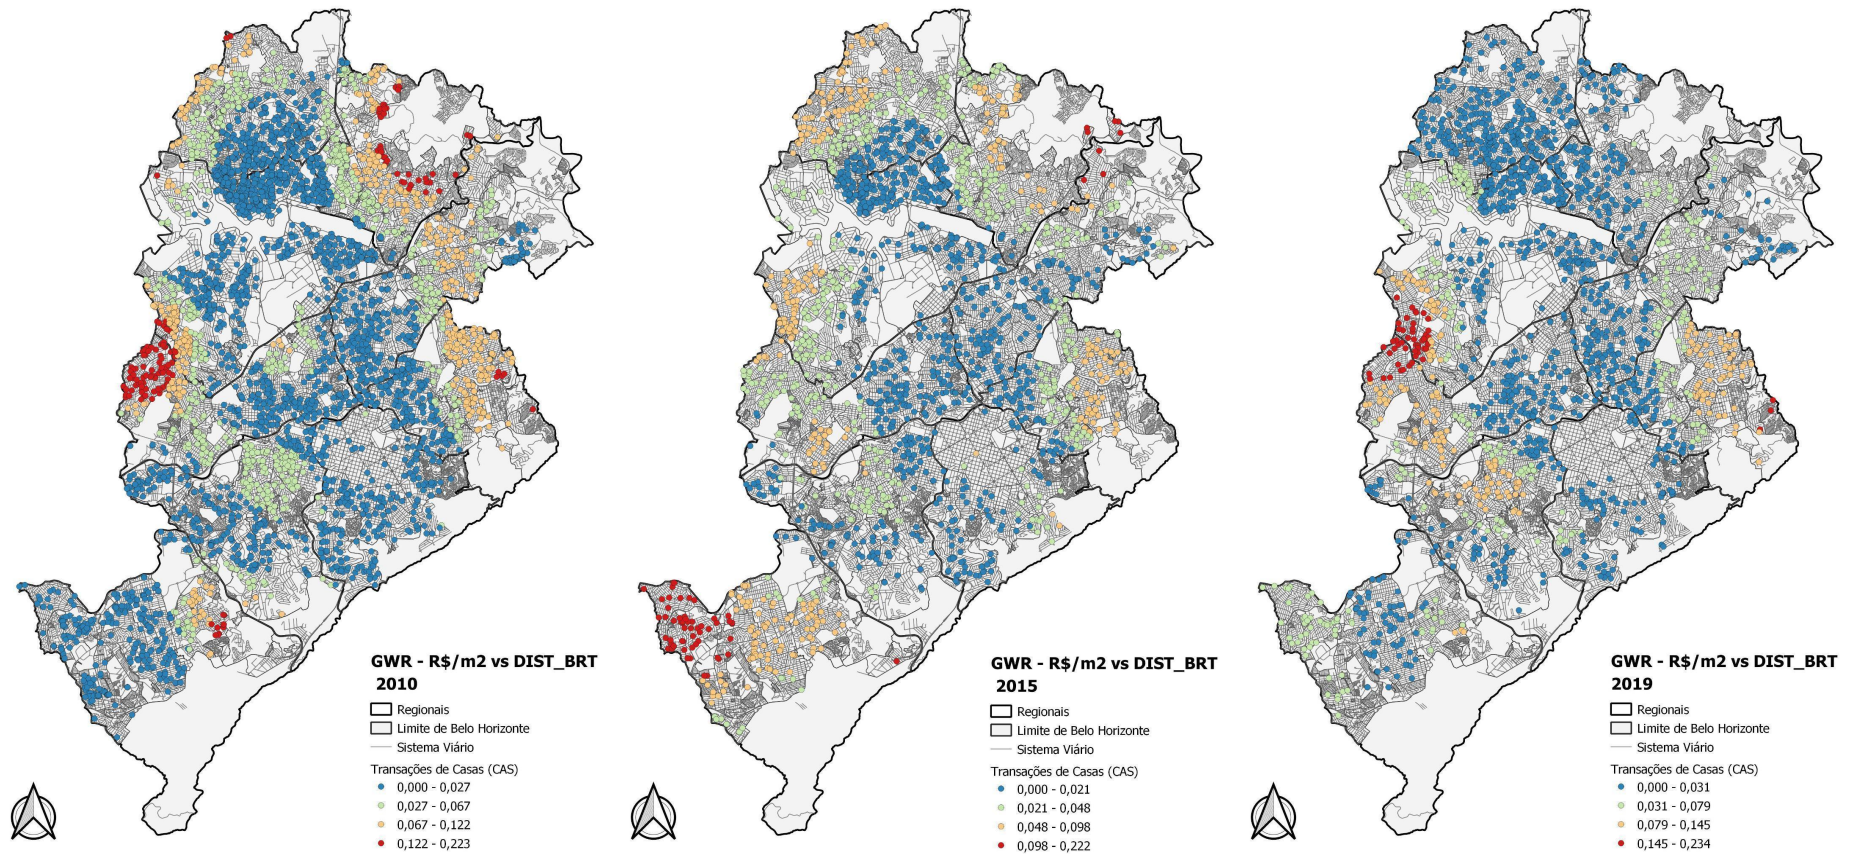 GWR - R$/m2 vs DIST_BRT
2010
Regionais
Limite de Belo Horizonte
Sistema Viário
Transações de Casas (CAS)
0,000 - 0,027
0,027 - 0,067
0,067 - 0,122
0,122 - 0,223
GWR - R$/m2 vs DIST_BRT
2015
Regionais
Limite de Belo Horizonte
Sistema Viário
Transações de Casas (CAS)
0,000 - 0,021
0,021 - 0,048
0,048 - 0,098
0,098 - 0,222
GWR - R$/m2 vs DIST_BRT
2019
Regionais
Limite de Belo Horizonte
Sistema Viário
Transações de Casas (CAS)
0,000 - 0,031
0,031 - 0,079
0,079 - 0,145
0,145 - 0,234